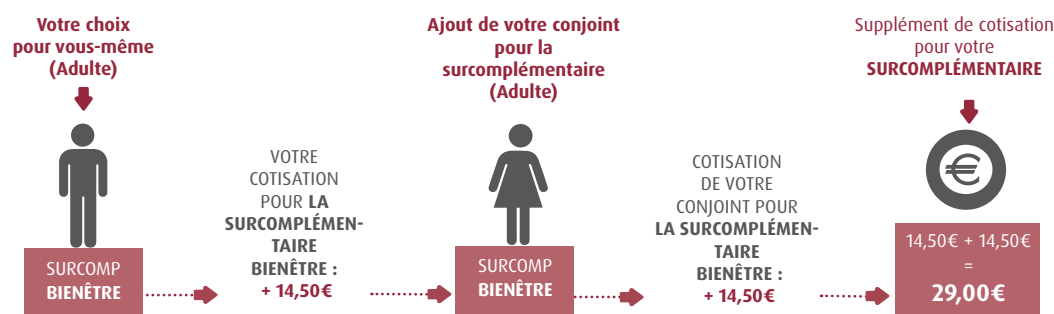 Votre choix
pour vous-même
(Adulte)
SURCOMP
BIENÊTRE
VOTRE
COTISATION
POUR LA
SURCOMPLÉMEN-
TAIRE
BIENÊTRE :
+ 14,50€
Ajout de votre conjoint
pour la
surcomplémentaire
(Adulte)
SURCOMP
BIENÊTRE
COTISATION
DE VOTRE
CONJOINT POUR
LA SURCOMPLÉMEN-
TAIRE
BIENÊTRE :
+ 14,50€
Supplément de cotisation
pour votre
SURCOMPLÉMENTAIRE
€
14,50€ + 14,50€
=
29,00€